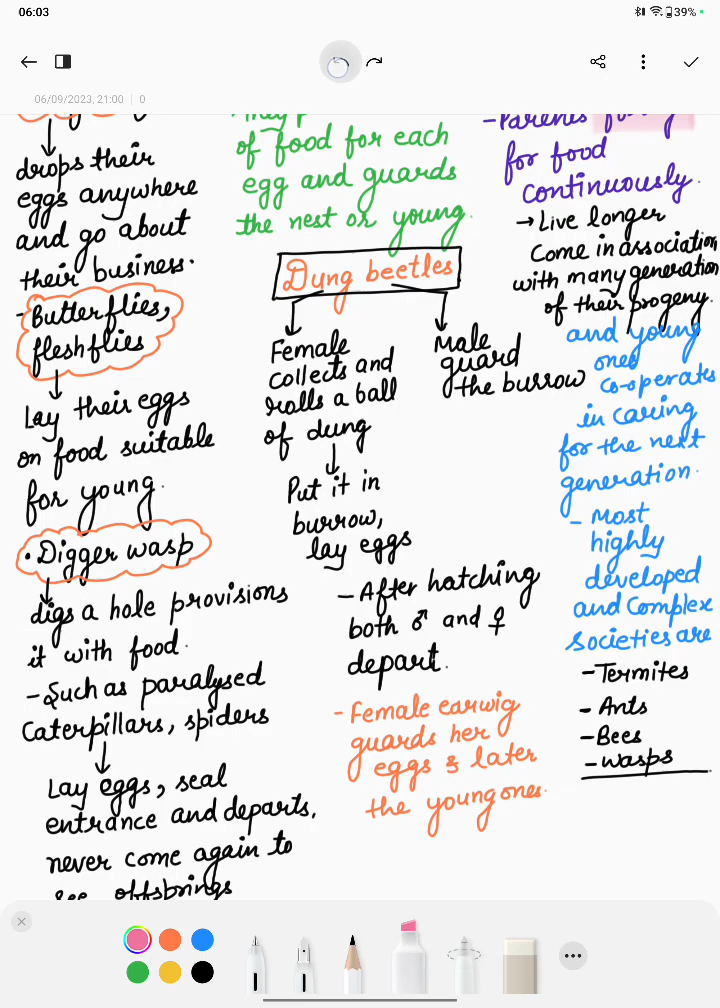 06:03
39%
06/09/2023, 21:00 | 0
drops their
eggs anywhere
and go about
their business.
- Butterflies,
fleshflies
Lay their eggs
on food suitable
for young.
• Digger wasp
digs a hole provisions
it with food.
- Such as paralysed
Caterpillars, spiders
Lay eggs, seal
entrance and departs,
never come again to
see offsbrings
of food for each
egg and guards
the nest or young.
Dung beetles
Female
collects and
rolls a ball
of dung
Put it in
burrow,
lay eggs
Male
guard
the burrow
- After hatching
both ♂ and ♀
depart.
- Female earwig
guards her
eggs & later
the young ones.
- Parents
for food
continuously.
→ Live longer
Come in association
with many generation
of their progeny.
and young
ones
co-operates
in caring
for the next
generation.
- Most
highly
developed
and Complex
societies are
- Termites
- Ants
- Bees
- wasps